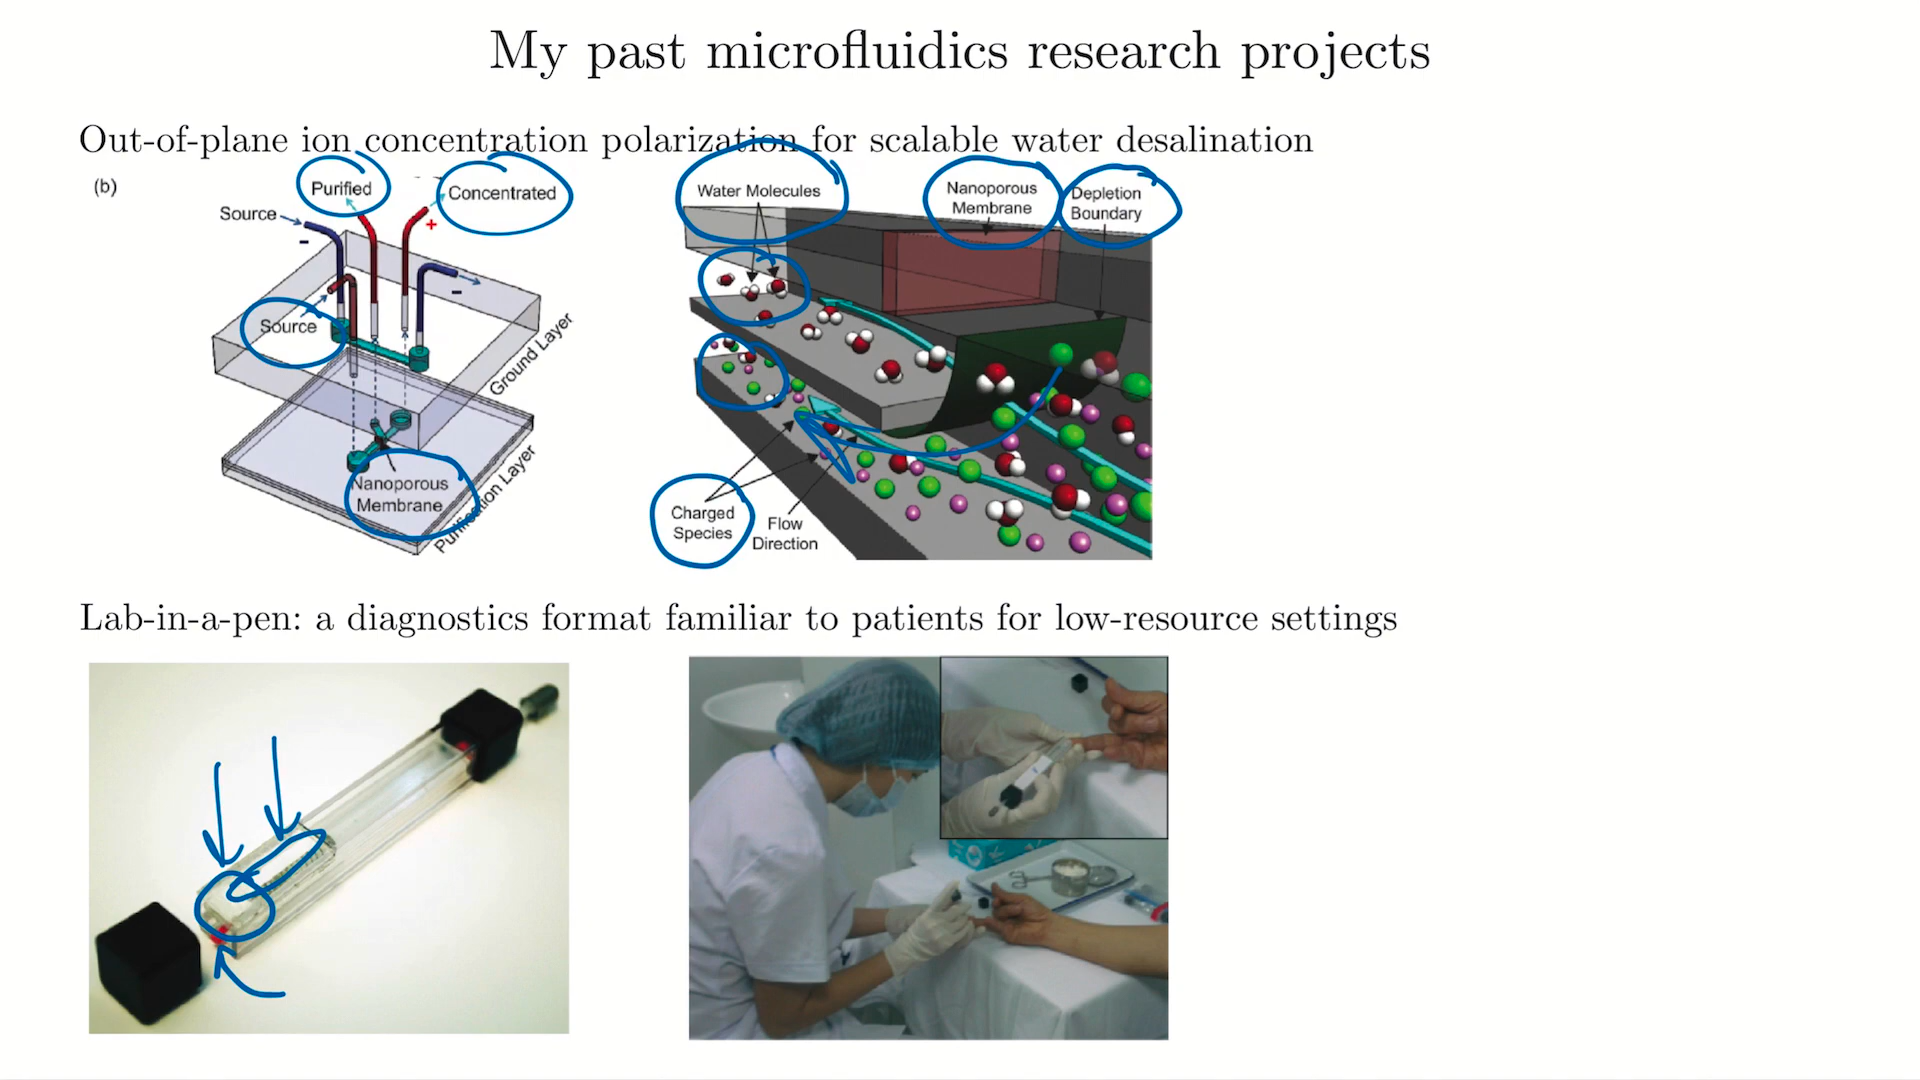 My past microfluidics research projects
Out-of-plane ion concentration polarization for scalable water desalination
(b)
Purified
Concentrated
Source
+
-
-
Source
Ground Layer
Nanoporous
Membrane
Purification Layer
Water Molecules
Nanoporous
Membrane
Depletion
Boundary
Charged
Species
Flow
Direction
Lab-in-a-pen: a diagnostics format familiar to patients for low-resource settings